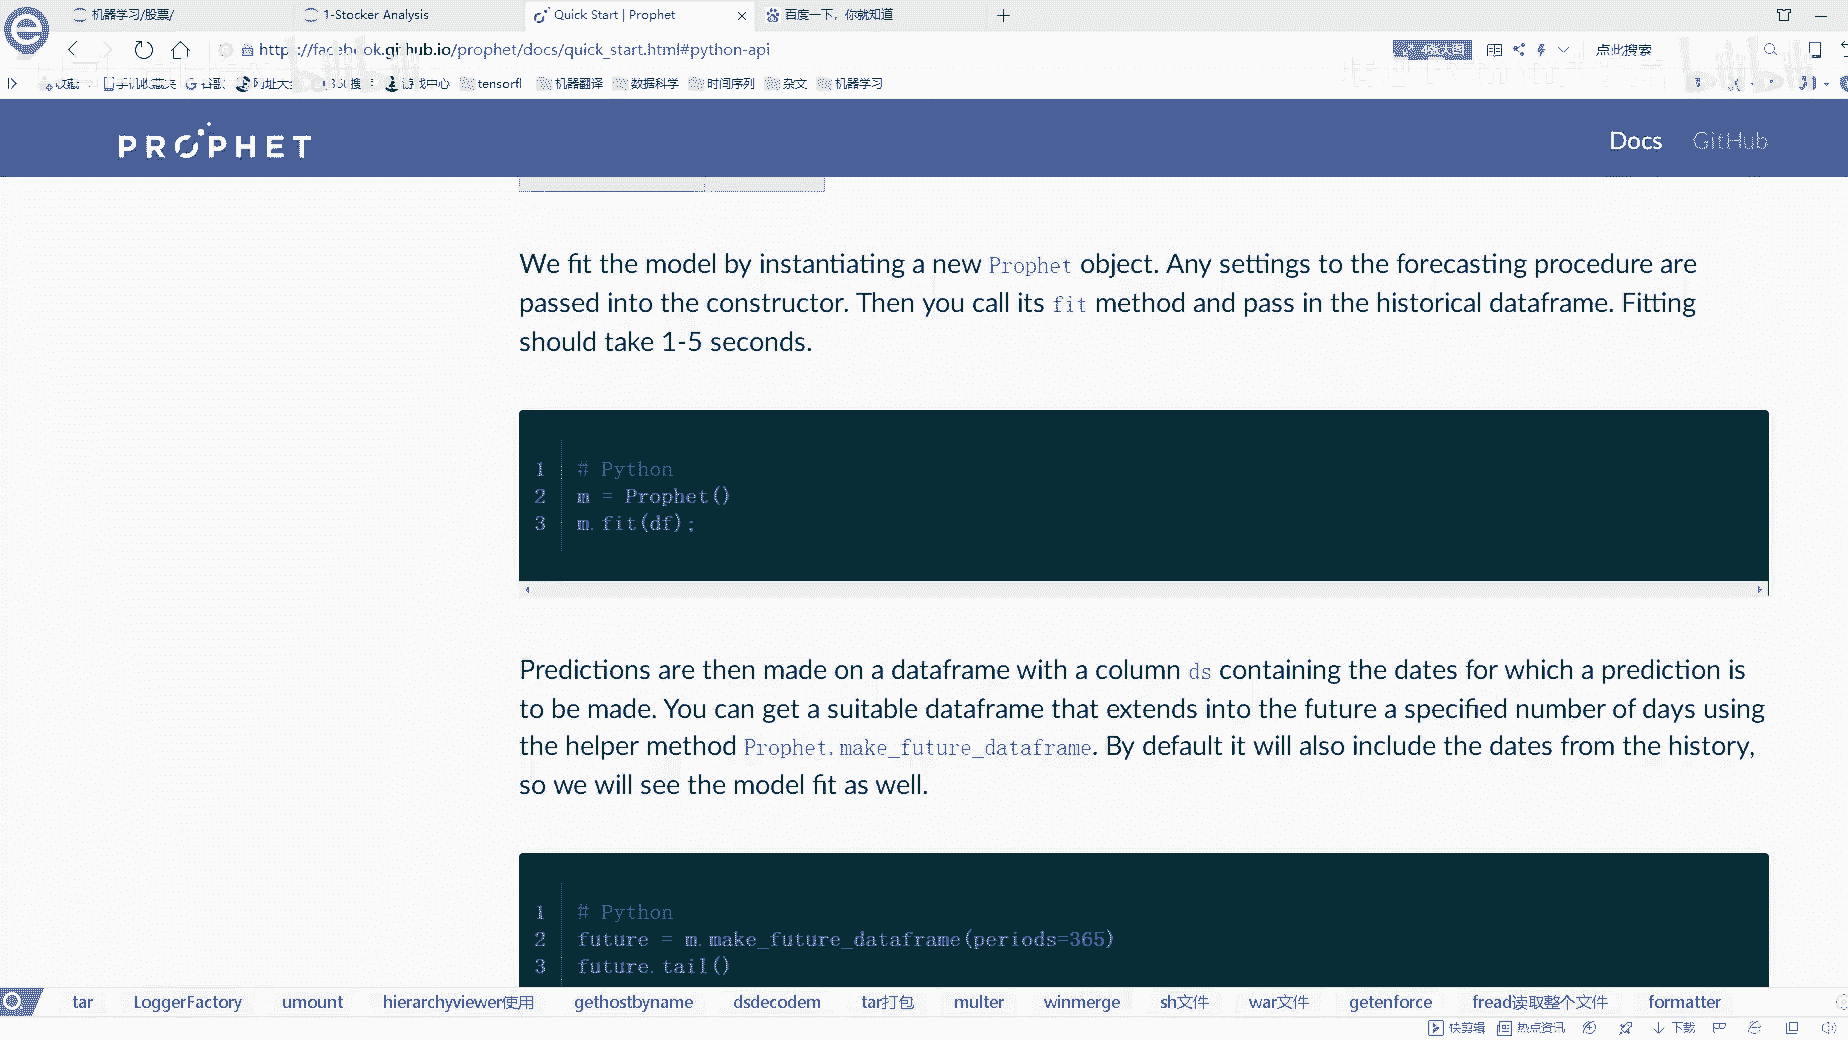 机器学习/股票/
1-Stocker Analysis
Quick Start | Prophet
百度一下，你就知道
https://facebook.github.io/prophet/docs/quick_start.html#python-api
点此搜索
手机收藏夹
游戏中心
tensorfl
机器翻译
数据科学
时间序列
杂文
机器学习
PROPHET
Docs
GitHub
We fit the model by instantiating a new Prophet object. Any settings to the forecasting procedure are
passed into the constructor. Then you call its fit method and pass in the historical dataframe. Fitting
should take 1-5 seconds.
1 # Python
2 m = Prophet()
3 m.fit(df);
Predictions are then made on a dataframe with a column ds containing the dates for which a prediction is
to be made. You can get a suitable dataframe that extends into the future a specified number of days using
the helper method Prophet.make_future_dataframe. By default it will also include the dates from the history,
so we will see the model fit as well.
1 # Python
2 future = m.make_future_dataframe(periods=365)
3 future.tail()
tar LoggerFactory umount hierarchyviewer使用 gethostbyname dsdecodem tar打包 multer winmerge sh文件 war文件 getenforce fread读取整个文件 formatter
快剪辑 热点资讯 下载